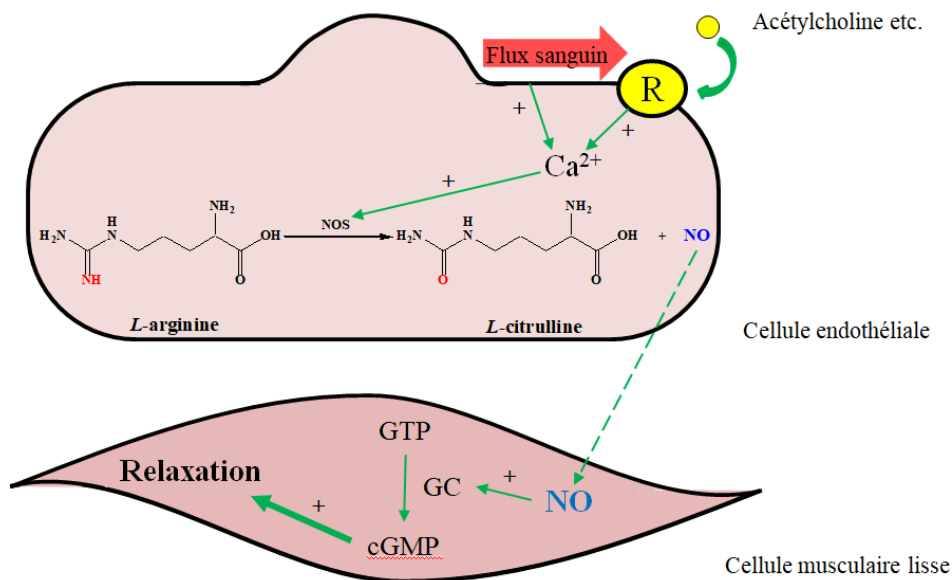 Acétylcholine etc.
Flux sanguin
R
+
+
Ca²⁺
+
NH₂
H
H₂N
N
OH
NH
O
NOS
NH₂
H
H₂N
N
OH
O
O
+
NO
L-arginine
L-citrulline
Cellule endothéliale
GTP
Relaxation
GC
+
NO
+
cGMP
Cellule musculaire lisse